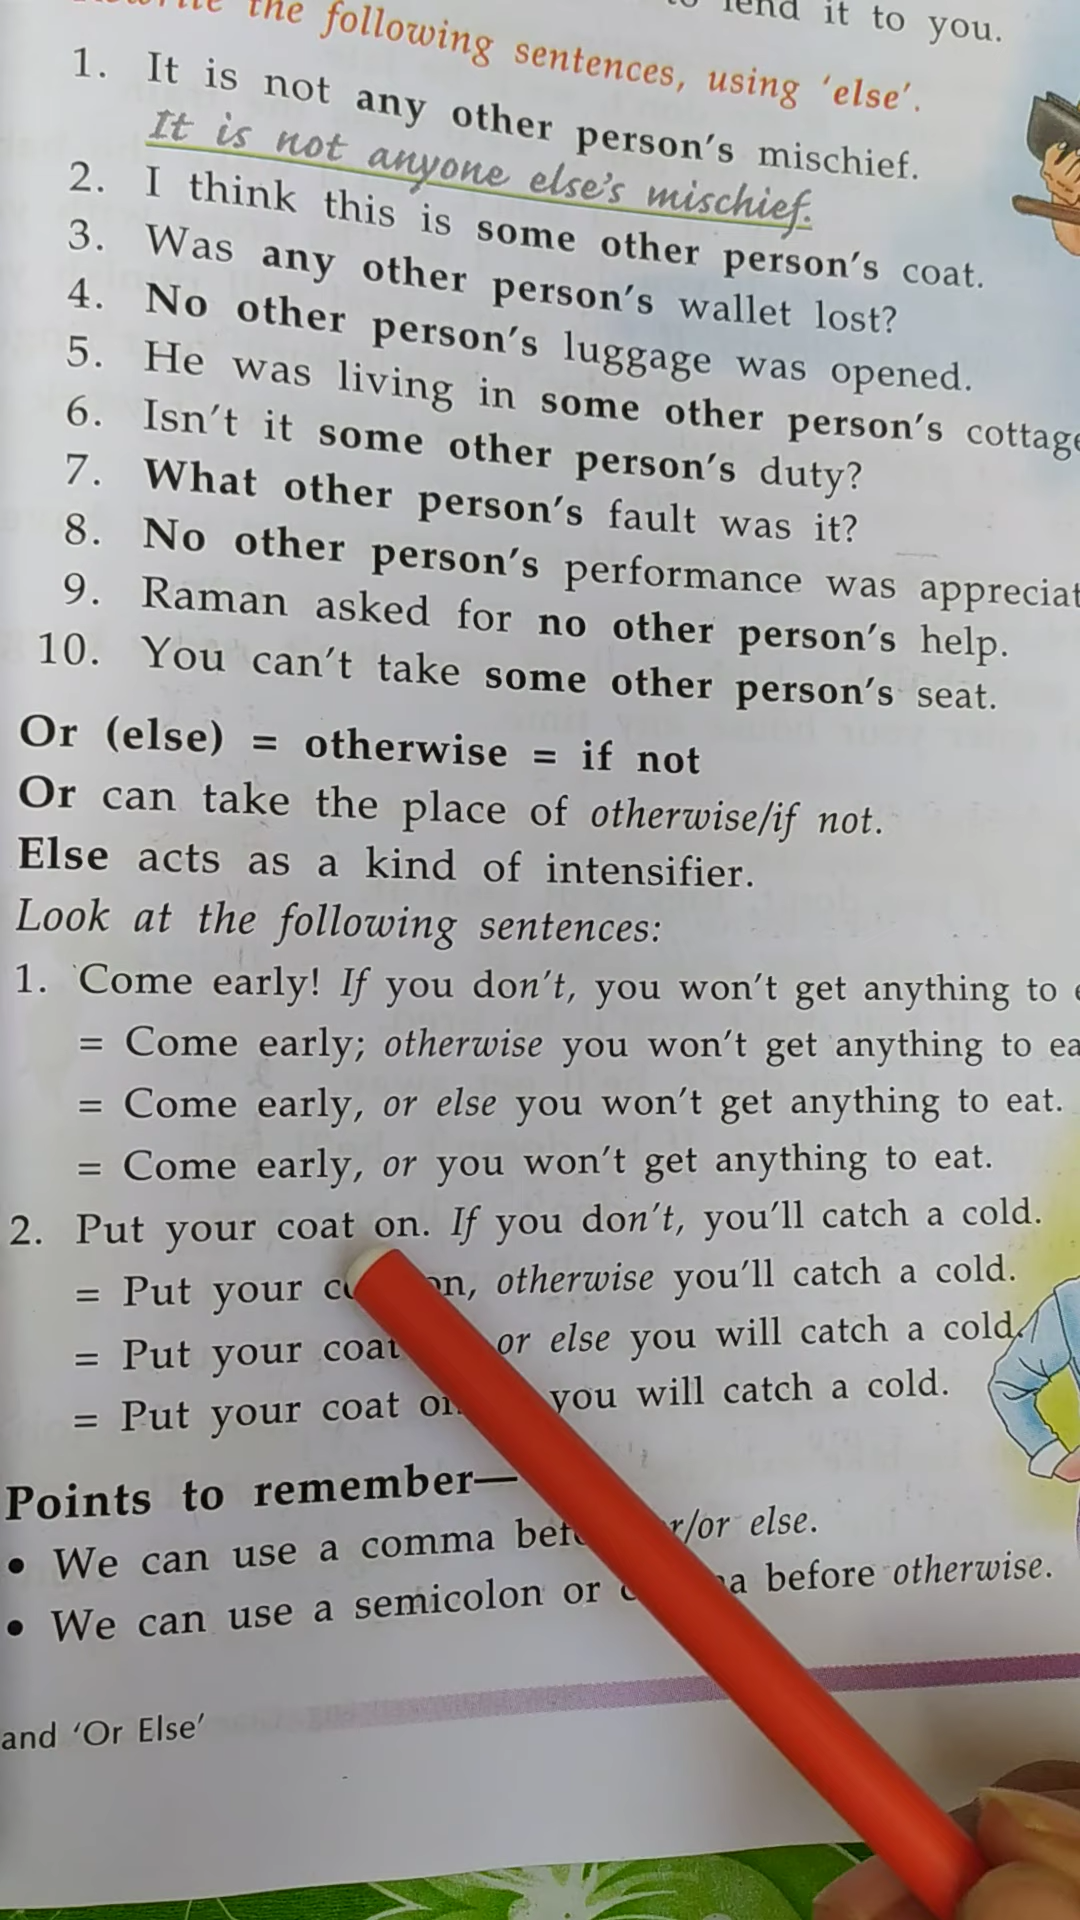 to lend it to you.
the following sentences, using ‘else’.
1. It is not any other person’s mischief.
It is not anyone else’s mischief.
2. I think this is some other person’s coat.
3. Was any other person’s wallet lost?
4. No other person’s luggage was opened.
5. He was living in some other person’s cottage
6. Isn’t it some other person’s duty?
7. What other person’s fault was it?
8. No other person’s performance was appreciat
9. Raman asked for no other person’s help.
10. You can’t take some other person’s seat.
Or (else) = otherwise = if not
Or can take the place of otherwise/if not.
Else acts as a kind of intensifier.
Look at the following sentences:
1. Come early! If you don’t, you won’t get anything to
= Come early; otherwise you won’t get anything to ea
= Come early, or else you won’t get anything to eat.
= Come early, or you won’t get anything to eat.
2. Put your coat on. If you don’t, you’ll catch a cold.
= Put your on, otherwise you’ll catch a cold.
= Put your coat or else you will catch a cold.
= Put your coat you will catch a cold.
Points to remember—
• We can use a comma or/or else.
• We can use a semicolon or before otherwise.
and ‘Or Else’